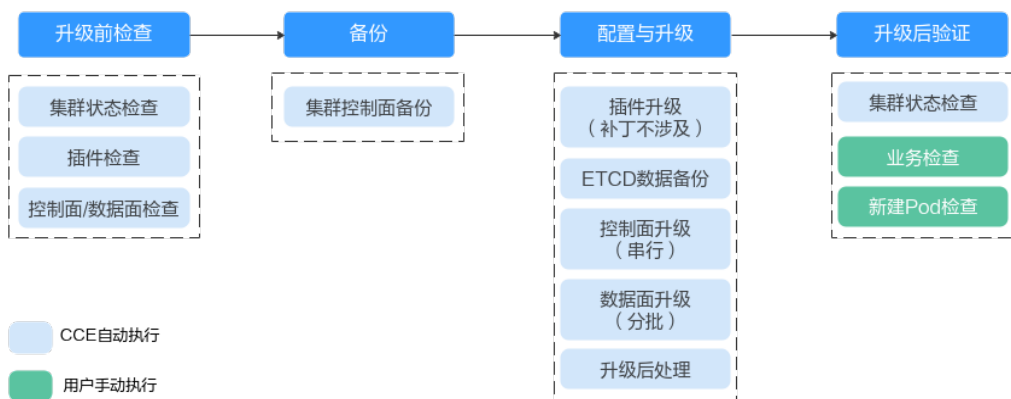 升级前检查
备份
配置与升级
升级后验证
集群状态检查
插件检查
控制面/数据面检查
集群控制面备份
插件升级
（补丁不涉及）
ETCD数据备份
控制面升级
（串行）
数据面升级
（分批）
升级后处理
集群状态检查
业务检查
新建Pod检查
CCE自动执行
用户手动执行